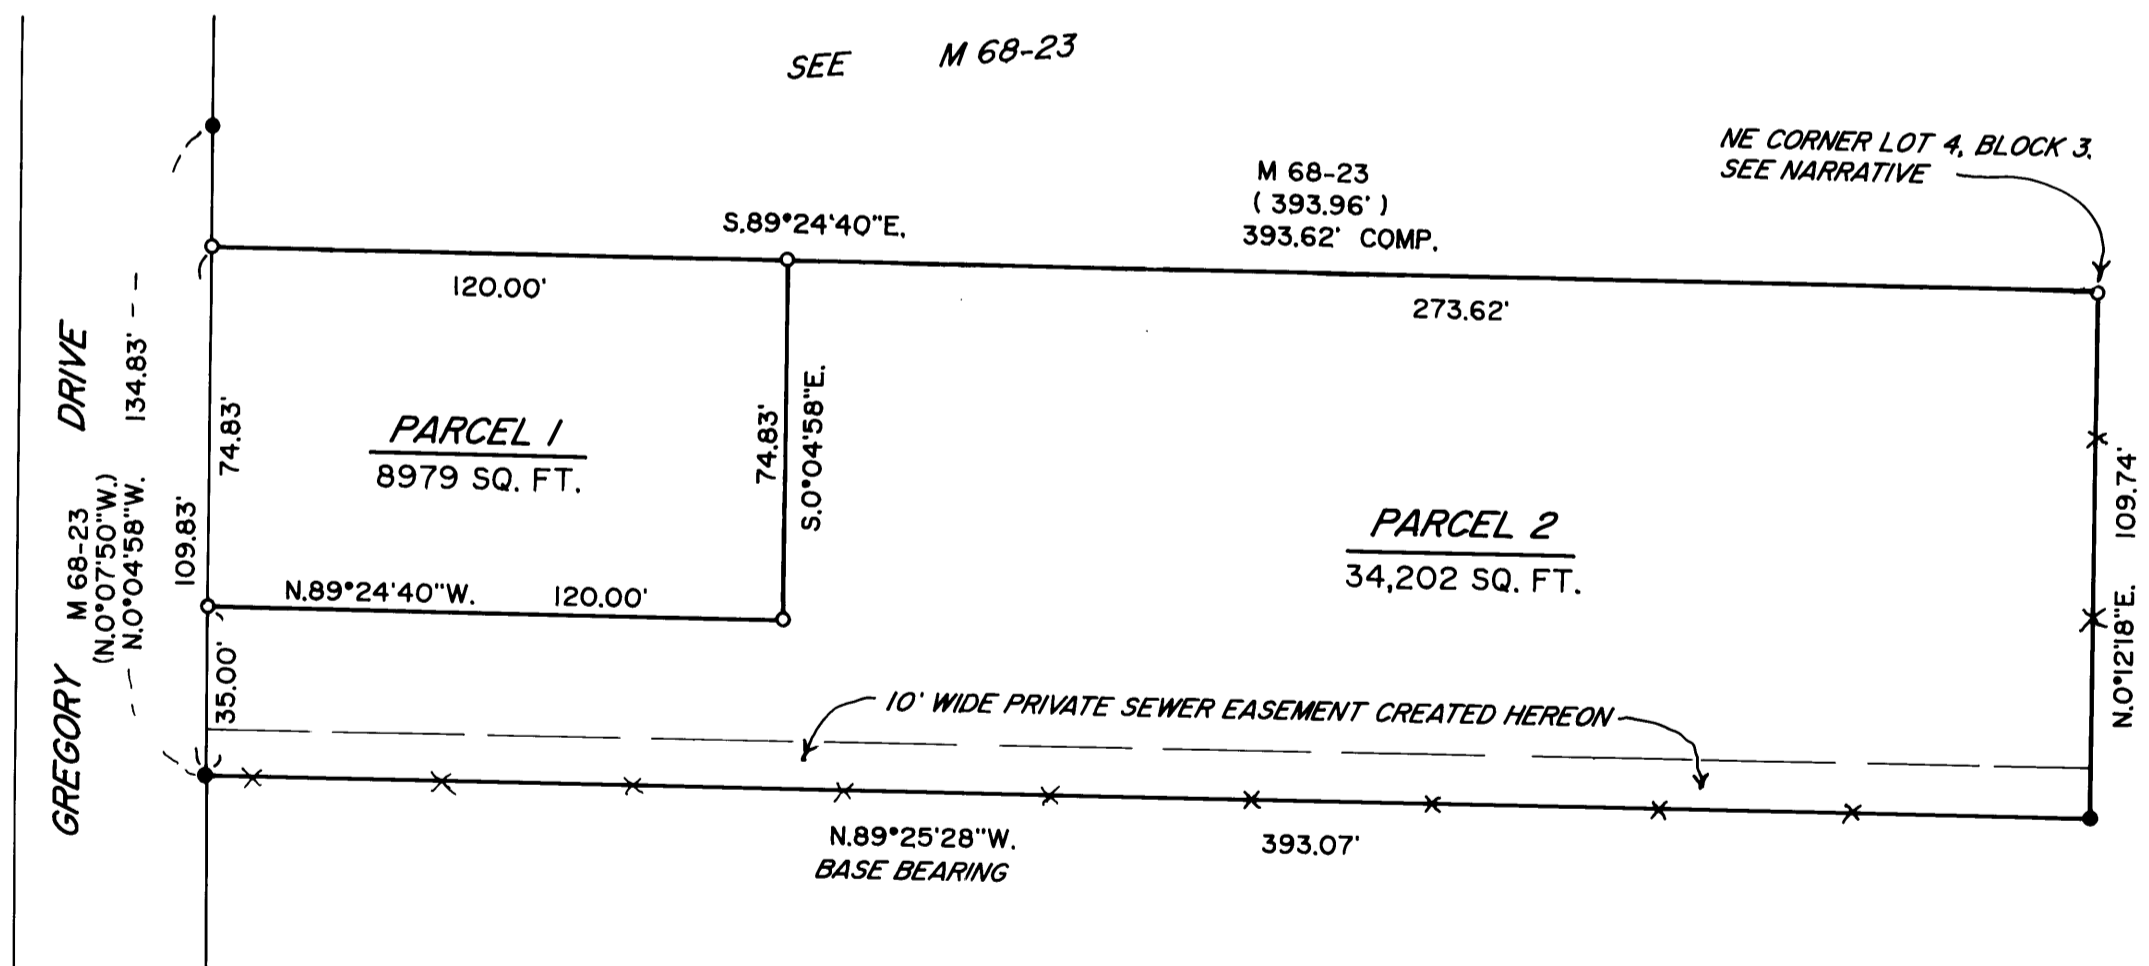 SEE M 68-23
NE CORNER LOT 4, BLOCK 3,
SEE NARRATIVE
M 68-23
( 393.96' )
393.62' COMP.
S.89°24'40"E.
120.00'
273.62'
GREGORY DRIVE
M 68-23
(N.0°07'50"W.)
N.0°04'58"W. 134.83'
109.83'
74.83'
PARCEL 1
8979 SQ. FT.
74.83'
S.0°04'58"E.
N.89°24'40"W. 120.00'
35.00'
PARCEL 2
34,202 SQ. FT.
N.0°12'18"E. 109.74'
10' WIDE PRIVATE SEWER EASEMENT CREATED HEREON
N.89°25'28"W. 393.07'
BASE BEARING